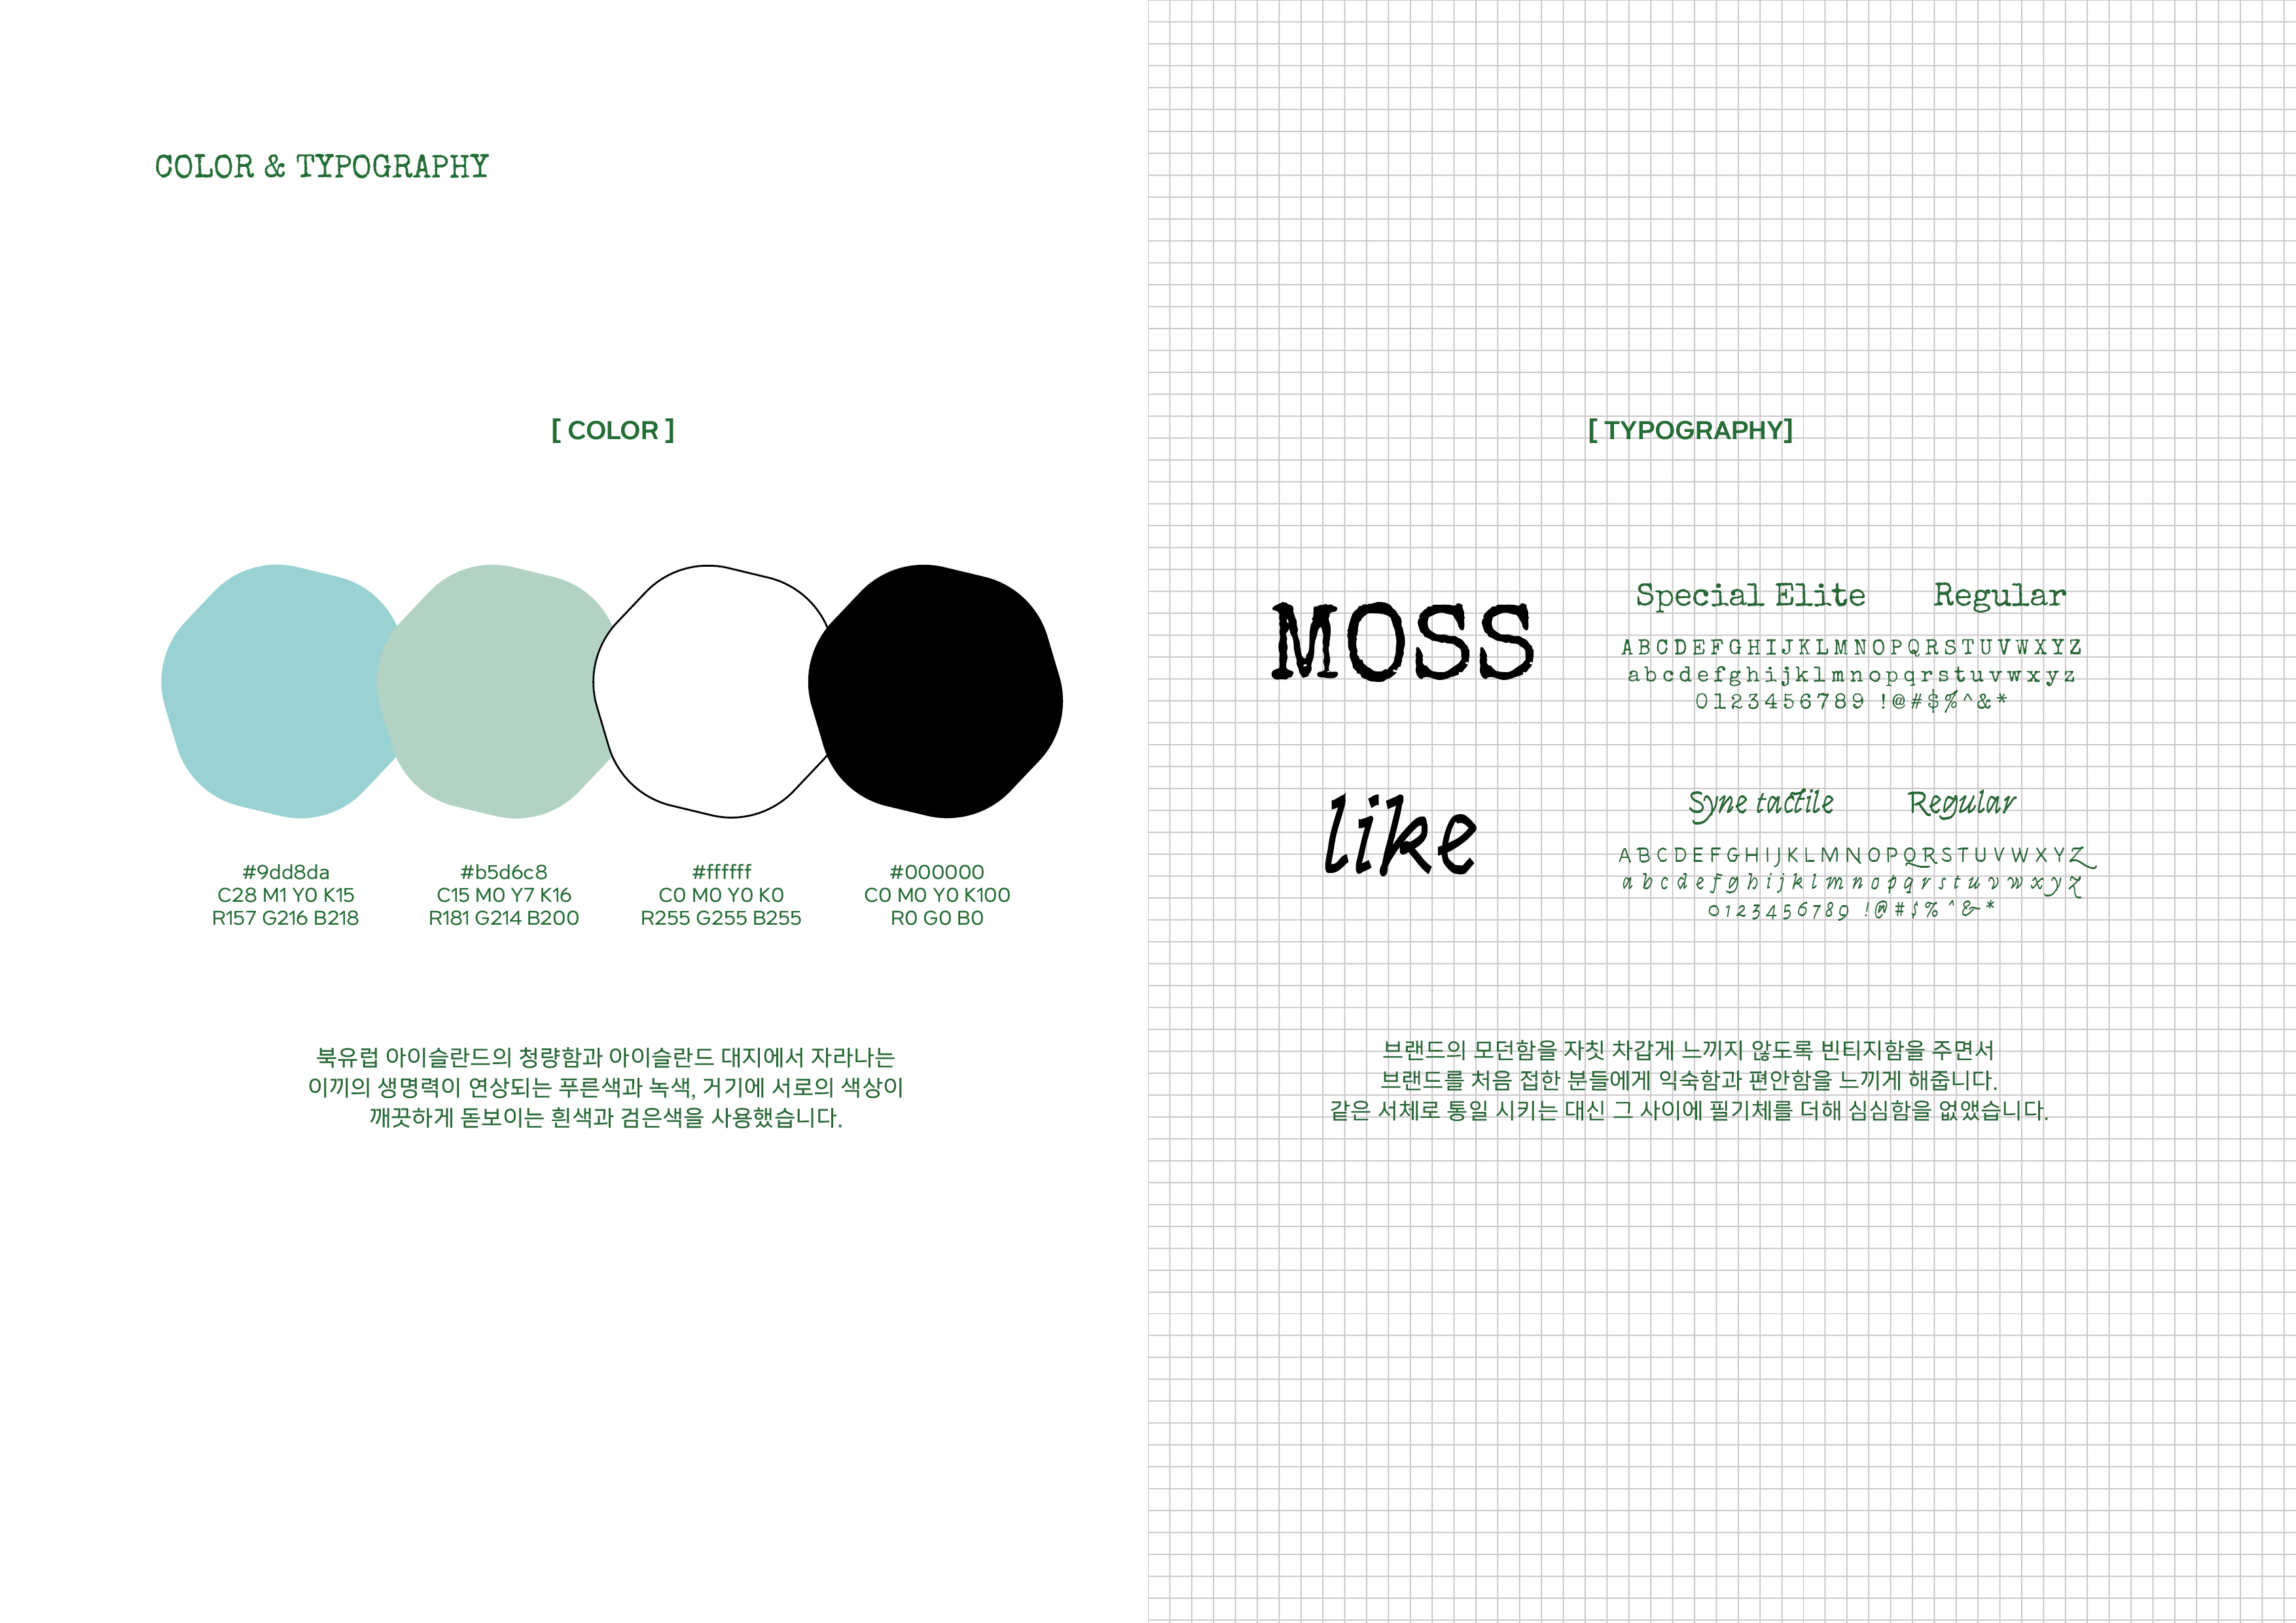 COLOR & TYPOGRAPHY
[ COLOR ]
#9dd8da
C28 M1 Y0 K15
R157 G216 B218
#b5d6c8
C15 M0 Y7 K16
R181 G214 B200
#ffffff
C0 M0 Y0 K0
R255 G255 B255
#000000
C0 M0 Y0 K100
R0 G0 B0
북유럽 아이슬란드의 청량함과 아이슬란드 대지에서 자라나는
이끼의 생명력이 연상되는 푸른색과 녹색, 거기에 서로의 색상이
깨끗하게 돋보이는 흰색과 검은색을 사용했습니다.
[ TYPOGRAPHY]
MOSS
Special Elite Regular
A B C D E F G H I J K L M N O P Q R S T U V W X Y Z
a b c d e f g h i j k l m n o p q r s t u v w x y z
0 1 2 3 4 5 6 7 8 9 ! @ # $ % ^ & *
like
Syne tactile Regular
A B C D E F G H I J K L M N O P Q R S T U V W X Y Z
a b c d e f g h i j k l m n o p q r s t u v w x y z
0 1 2 3 4 5 6 7 8 9 ! @ # $ % ^ & *
브랜드의 모던함을 자칫 차갑게 느끼지 않도록 빈티지함을 주면서
브랜드를 처음 접한 분들에게 익숙함과 편안함을 느끼게 해줍니다.
같은 서체로 통일 시키는 대신 그 사이에 필기체를 더해 심심함을 없앴습니다.